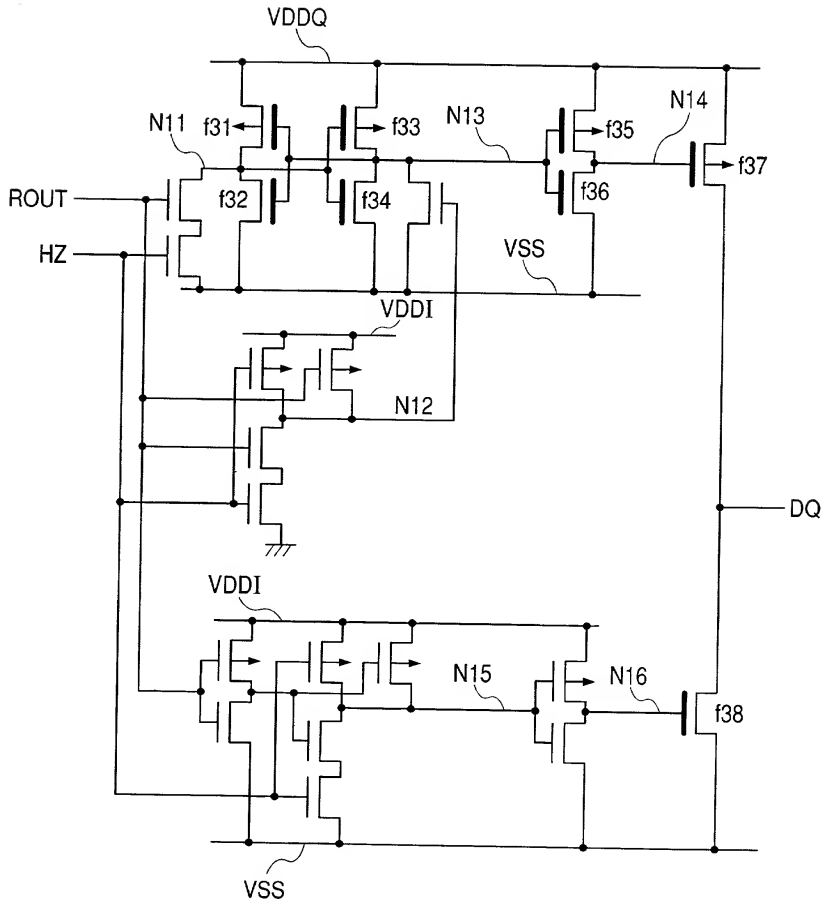 VDDQ
N11
f31
f33
N13
f35
N14
f37
ROUT
f32
f34
f36
HZ
VSS
VDDI
N12
DQ
VDDI
N15
N16
f38
VSS